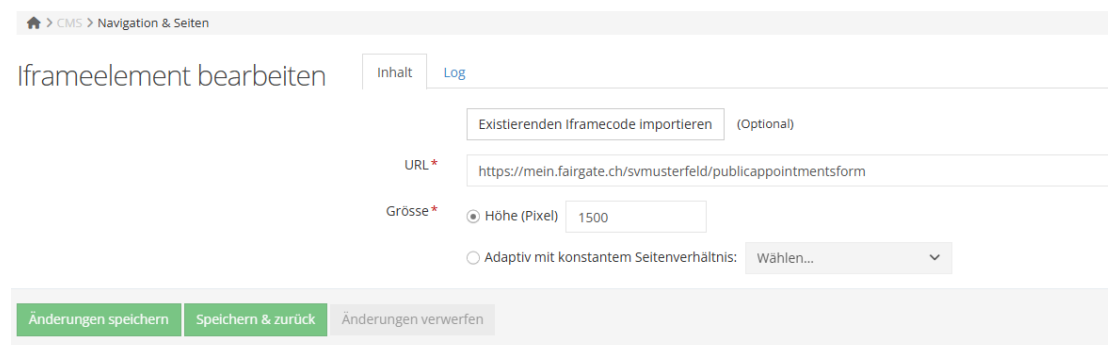 > CMS > Navigation & Seiten
Iframeelement bearbeiten
Inhalt Log
Existierenden Iframecode importieren (Optional)
URL* https://mein.fairgate.ch/svmusterfeld/publicappointmentsform
Grösse* Höhe (Pixel) 1500
Adaptiv mit konstantem Seitenverhältnis: Wählen...
Änderungen speichern Speichern & zurück Änderungen verwerfen